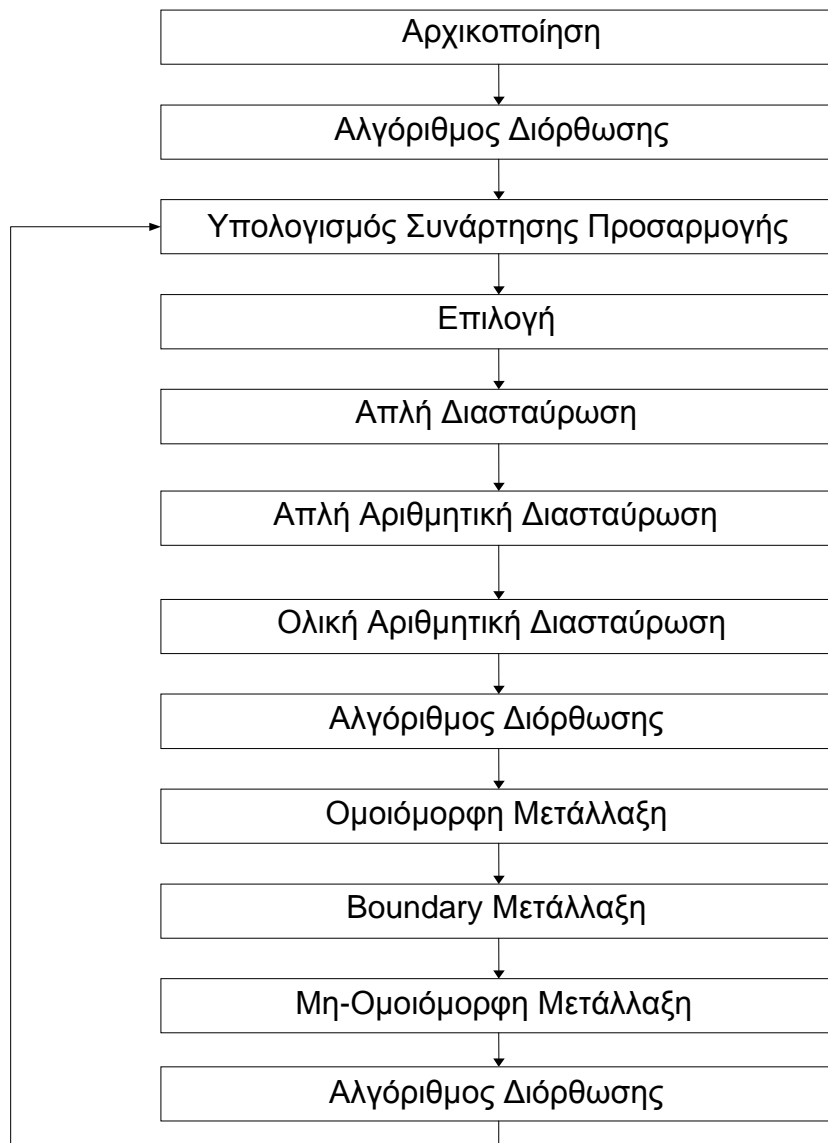 Αρχικοποίηση
Αλγόριθμος Διόρθωσης
Υπολογισμός Συνάρτησης Προσαρμογής
Επιλογή
Απλή Διασταύρωση
Απλή Αριθμητική Διασταύρωση
Ολική Αριθμητική Διασταύρωση
Αλγόριθμος Διόρθωσης
Ομοιόμορφη Μετάλλαξη
Boundary Μετάλλαξη
Μη-Ομοιόμορφη Μετάλλαξη
Αλγόριθμος Διόρθωσης